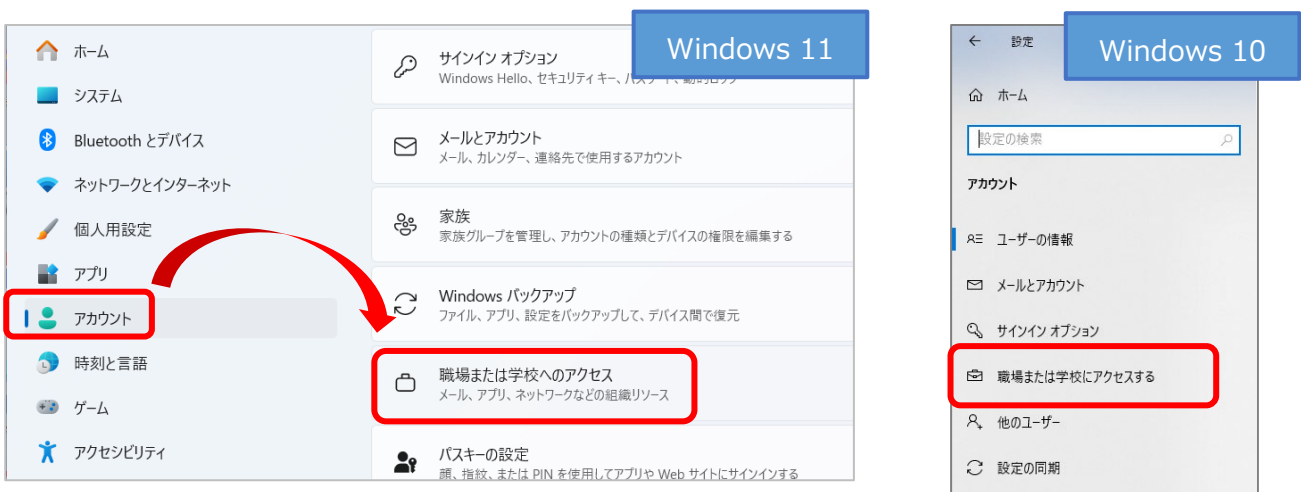 Windows 11
ホーム
システム
Bluetooth とデバイス
ネットワークとインターネット
個人用設定
アプリ
アカウント
時刻と言語
ゲーム
アクセシビリティ
サインイン オプション
Windows Hello、セキュリティ キー、
メールとアカウント
メール、カレンダー、連絡先で使用するアカウント
家族
家族グループを管理し、アカウントの種類とデバイスの権限を編集する
Windows バックアップ
ファイル、アプリ、設定をバックアップして、デバイス間で復元
職場または学校へのアクセス
メール、アプリ、ネットワークなどの組織リソース
パスキーの設定
顔、指紋、または PIN を使用してアプリや Web サイトにサインインする
Windows 10
設定
ホーム
設定の検索
アカウント
ユーザーの情報
メールとアカウント
サインイン オプション
職場または学校にアクセスする
他のユーザー
設定の同期